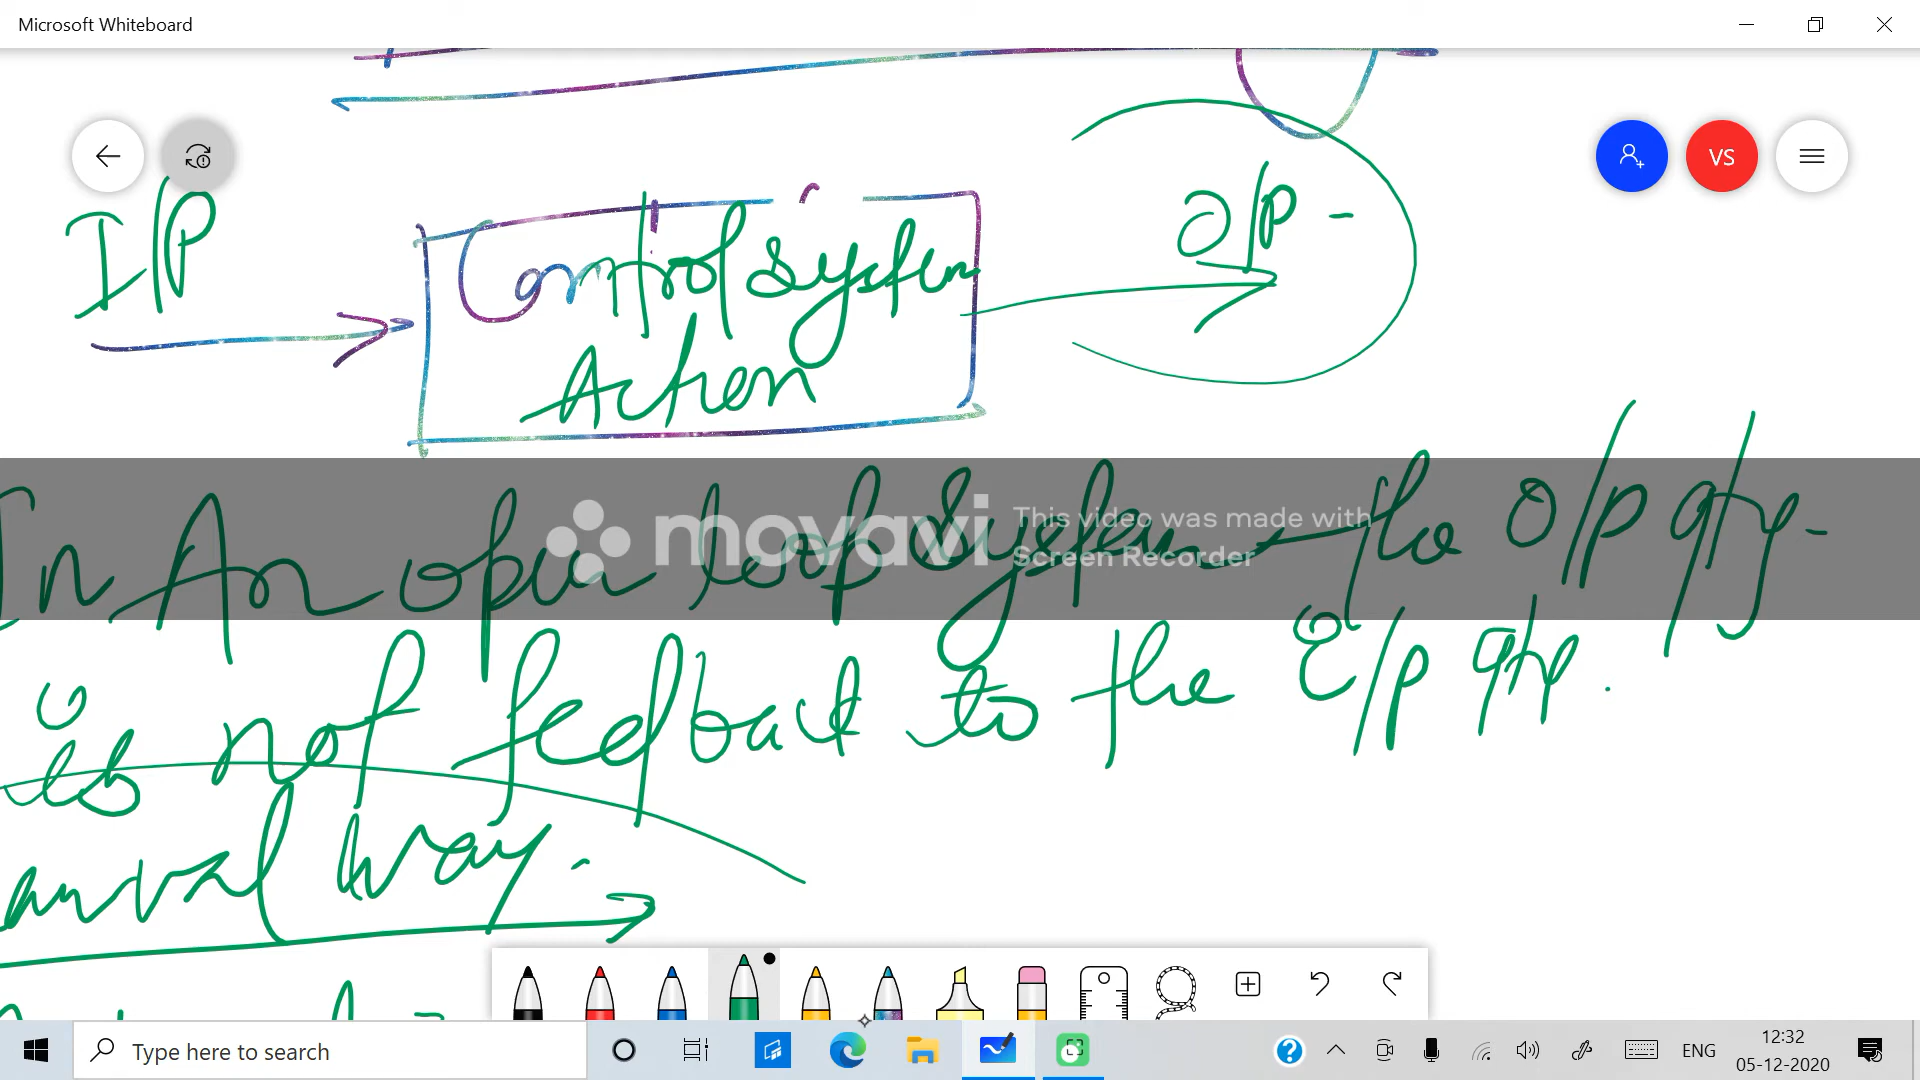 Microsoft Whiteboard
VS
I/P
O/P -
Control System
Action
In An open loop System the O/P qty-
movavi
This video was made with
Screen Recorder
is not feedback to the i/p qty.
way.
Type here to search
ENG
12:32
05-12-2020